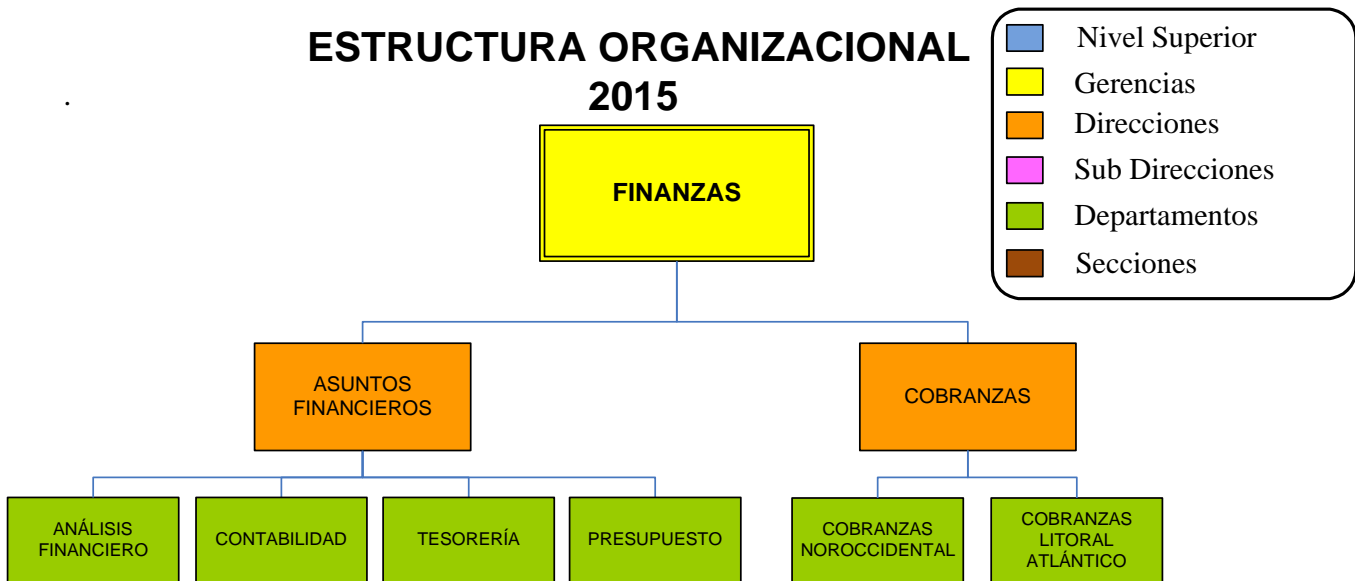 ESTRUCTURA ORGANIZACIONAL
2015
.
Nivel Superior
Gerencias
Direcciones
Sub Direcciones
Departamentos
Secciones
FINANZAS
ASUNTOS
FINANCIEROS
COBRANZAS
ANÁLISIS
FINANCIERO
CONTABILIDAD
TESORERÍA
PRESUPUESTO
COBRANZAS
NOROCCIDENTAL
COBRANZAS
LITORAL
ATLÁNTICO